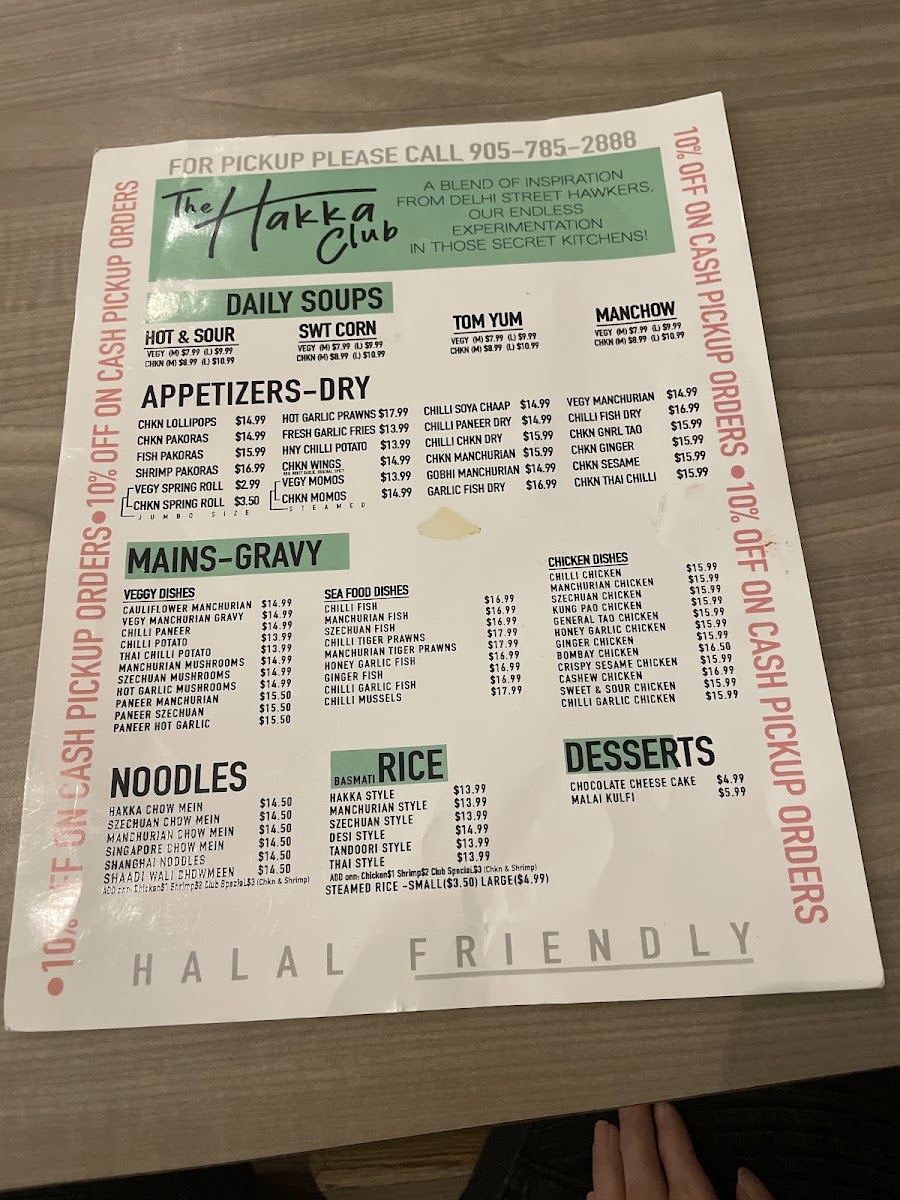 FOR PICKUP PLEASE CALL 905-785-2888
The Hakka Club
A BLEND OF INSPIRATION
FROM DELHI STREET HAWKERS.
OUR ENDLESS
EXPERIMENTATION
IN THOSE SECRET KITCHENS!
•10% OFF ON CASH PICKUP ORDERS•10% OFF ON CASH PICKUP ORDERS
10% OFF ON CASH PICKUP ORDERS • 10% OFF ON CASH PICKUP ORDERS
DAILY SOUPS
HOT & SOUR
VEGY (M) $7.99 (L) $9.99
CHKN (M) $8.99 (L) $10.99
SWT CORN
VEGY (M) $7.99 (L) $9.99
CHKN (M) $8.99 (L) $10.99
TOM YUM
VEGY (M) $7.99 (L) $9.99
CHKN (M) $8.99 (L) $10.99
MANCHOW
VEGY (M) $7.99 (L) $9.99
CHKN (M) $8.99 (L) $10.99
APPETIZERS-DRY
CHKN LOLLIPOPS $14.99
CHKN PAKORAS $14.99
FISH PAKORAS $15.99
SHRIMP PAKORAS $16.99
VEGY SPRING ROLL $2.99
CHKN SPRING ROLL $3.50
JUMBO SIZE
HOT GARLIC PRAWNS $17.99
FRESH GARLIC FRIES $13.99
HNY CHILLI POTATO $13.99
CHKN WINGS $14.99
VEGY MOMOS $13.99
CHKN MOMOS $14.99
STEAMED
CHILLI SOYA CHAAP $14.99
CHILLI PANEER DRY $14.99
CHILLI CHKN DRY $15.99
CHKN MANCHURIAN $15.99
GOBHI MANCHURIAN $14.99
GARLIC FISH DRY $16.99
VEGY MANCHURIAN $14.99
CHILLI FISH DRY $16.99
CHKN GNRL TAO $15.99
CHKN GINGER $15.99
CHKN SESAME $15.99
CHKN THAI CHILLI $15.99
MAINS-GRAVY
VEGGY DISHES
CAULIFLOWER MANCHURIAN $14.99
VEGY MANCHURIAN GRAVY $14.99
CHILLI PANEER $14.99
CHILLI POTATO $13.99
THAI CHILLI POTATO $13.99
MANCHURIAN MUSHROOMS $14.99
SZECHUAN MUSHROOMS $14.99
HOT GARLIC MUSHROOMS $14.99
PANEER MANCHURIAN $15.50
PANEER SZECHUAN $15.50
PANEER HOT GARLIC $15.50
SEA FOOD DISHES
CHILLI FISH $16.99
MANCHURIAN FISH $16.99
SZECHUAN FISH $16.99
CHILLI TIGER PRAWNS $17.99
MANCHURIAN TIGER PRAWNS $17.99
HONEY GARLIC FISH $16.99
GINGER FISH $16.99
CHILLI GARLIC FISH $16.99
CHILLI MUSSELS $17.99
CHICKEN DISHES
CHILLI CHICKEN $15.99
MANCHURIAN CHICKEN $15.99
SZECHUAN CHICKEN $15.99
KUNG PAO CHICKEN $15.99
GENERAL TAO CHICKEN $15.99
HONEY GARLIC CHICKEN $15.99
GINGER CHICKEN $15.99
BOMBAY CHICKEN $16.50
CRISPY SESAME CHICKEN $15.99
CASHEW CHICKEN $16.99
SWEET & SOUR CHICKEN $15.99
CHILLI GARLIC CHICKEN $15.99
NOODLES
HAKKA CHOW MEIN $14.50
SZECHUAN CHOW MEIN $14.50
MANCHURIAN CHOW MEIN $14.50
SINGAPORE CHOW MEIN $14.50
SHANGHAI NOODLES $14.50
SHAADI WALI CHOWMEEN $14.50
ADD onn: Chicken$1 Shrimp$2 Club Special$3 (Chkn & Shrimp)
BASMATI RICE
HAKKA STYLE $13.99
MANCHURIAN STYLE $13.99
SZECHUAN STYLE $13.99
DESI STYLE $14.99
TANDOORI STYLE $13.99
THAI STYLE $13.99
ADD onn: Chicken$1 Shrimp$2 Club Special$3 (Chkn & Shrimp)
STEAMED RICE -SMALL($3.50) LARGE($4.99)
DESSERTS
CHOCOLATE CHEESE CAKE $4.99
MALAI KULFI $5.99
HALAL FRIENDLY